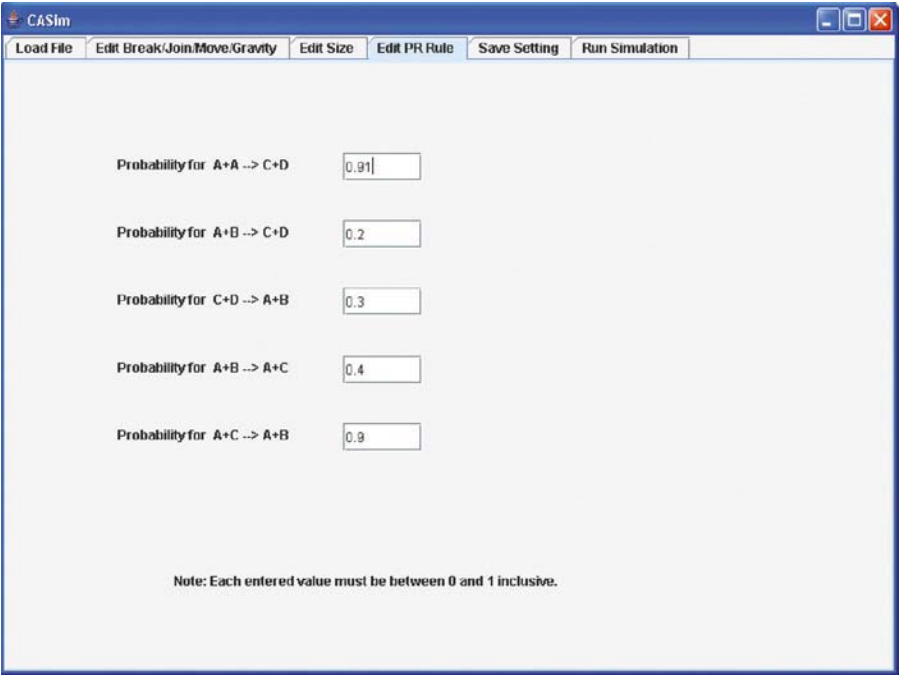 CASim
Load File Edit Break/Join/Move/Gravity Edit Size Edit PR Rule Save Setting Run Simulation
Probability for A+A --> C+D 0.91
Probability for A+B --> C+D 0.2
Probability for C+D --> A+B 0.3
Probability for A+B --> A+C 0.4
Probability for A+C --> A+B 0.9
Note: Each entered value must be between 0 and 1 inclusive.